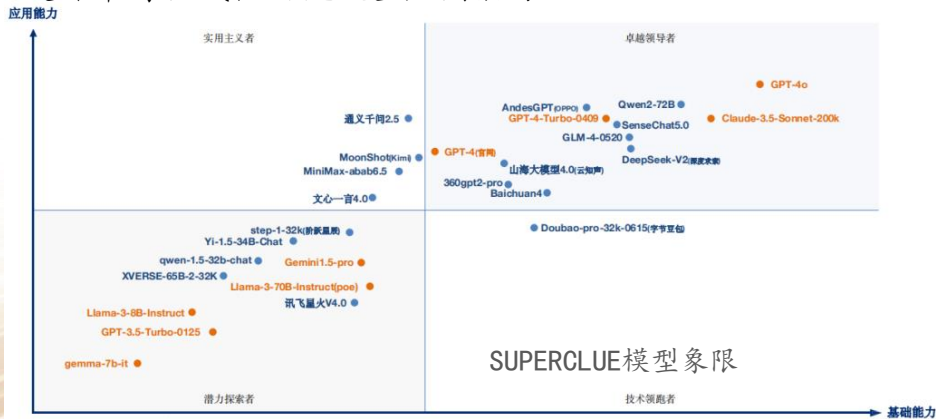 应用能力
实用主义者
卓越领导者
GPT-4o
AndesGPT(OPPO)
Qwen2-72B
通义千问2.5
GPT-4-Turbo-0409
SenseChat5.0
Claude-3.5-Sonnet-200k
GLM-4-0520
MoonShot(Kimi)
GPT-4(官网)
DeepSeek-V2(深度求索)
MiniMax-abab6.5
山海大模型4.0(云知声)
360gpt2-pro
文心一言4.0
Baichuan4
step-1-32k(阶跃星辰)
Doubao-pro-32k-0615(字节豆包)
Yi-1.5-34B-Chat
qwen-1.5-32b-chat
Gemini1.5-pro
XVERSE-65B-2-32K
Llama-3-70B-Instruct(poe)
讯飞星火V4.0
Llama-3-8B-Instruct
GPT-3.5-Turbo-0125
gemma-7b-it
SUPERCLUE模型象限
潜力探索者
技术领跑者
基础能力